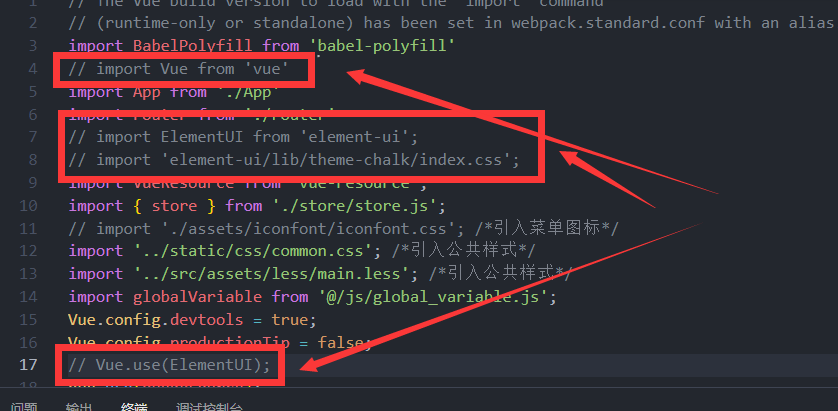 1 // The Vue build version to load with the `import` command
2 // (runtime-only or standalone) has been set in webpack.standard.conf with an alias
3 import BabelPolyfill from 'babel-polyfill'
4 // import Vue from 'vue'
5 import App from './App'
6 import router from './router'
7 // import ElementUI from 'element-ui';
8 // import 'element-ui/lib/theme-chalk/index.css';
9 import VueResource from 'vue-resource';
10 import { store } from './store/store.js';
11 // import './assets/iconfont/iconfont.css'; /*引入菜单图标*/
12 import '../static/css/common.css'; /*引入公共样式*/
13 import '../src/assets/less/main.less'; /*引入公共样式*/
14 import globalVariable from '@/js/global_variable.js';
15 Vue.config.devtools = true;
16 Vue.config.productionTip = false;
17 // Vue.use(ElementUI);
18
问题 输出 终端 调试控制台